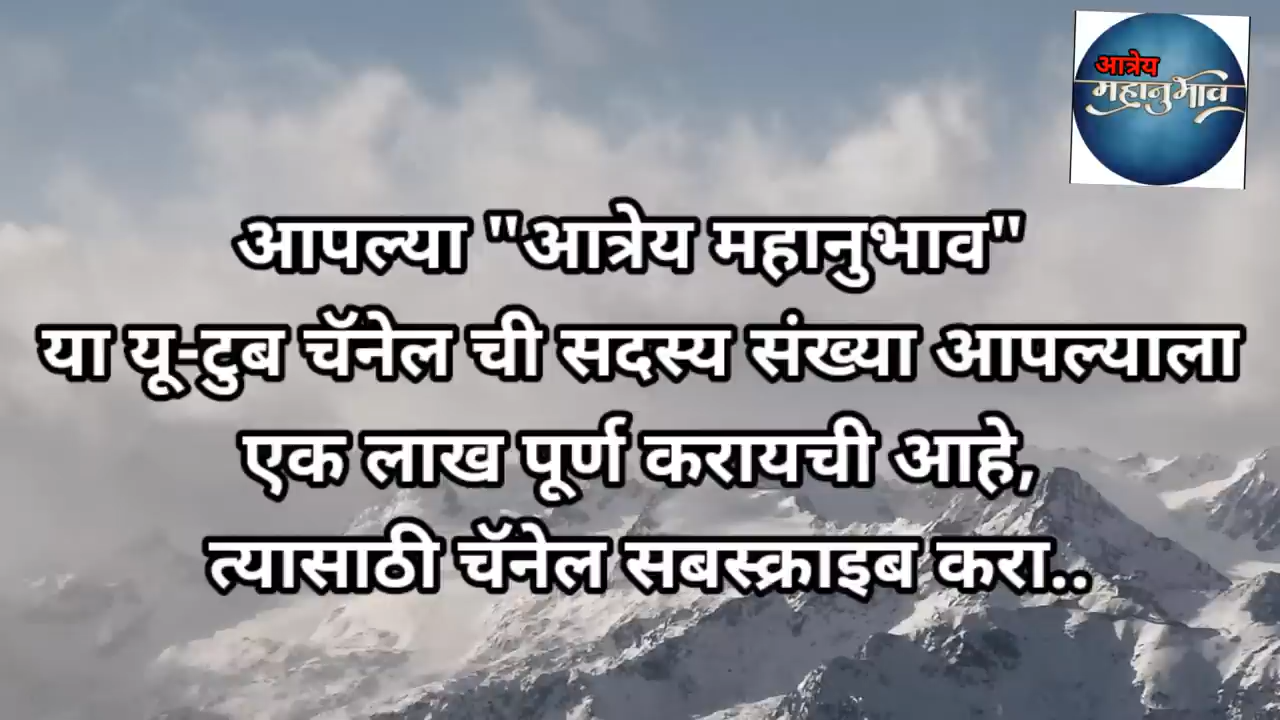 आत्रेय
महानुभाव
आपल्या "आत्रेय महानुभाव"
या यू-टुब चॅनेल ची सदस्य संख्या आपल्याला
एक लाख पूर्ण करायची आहे,
त्यासाठी चॅनेल सबस्क्राइब करा..